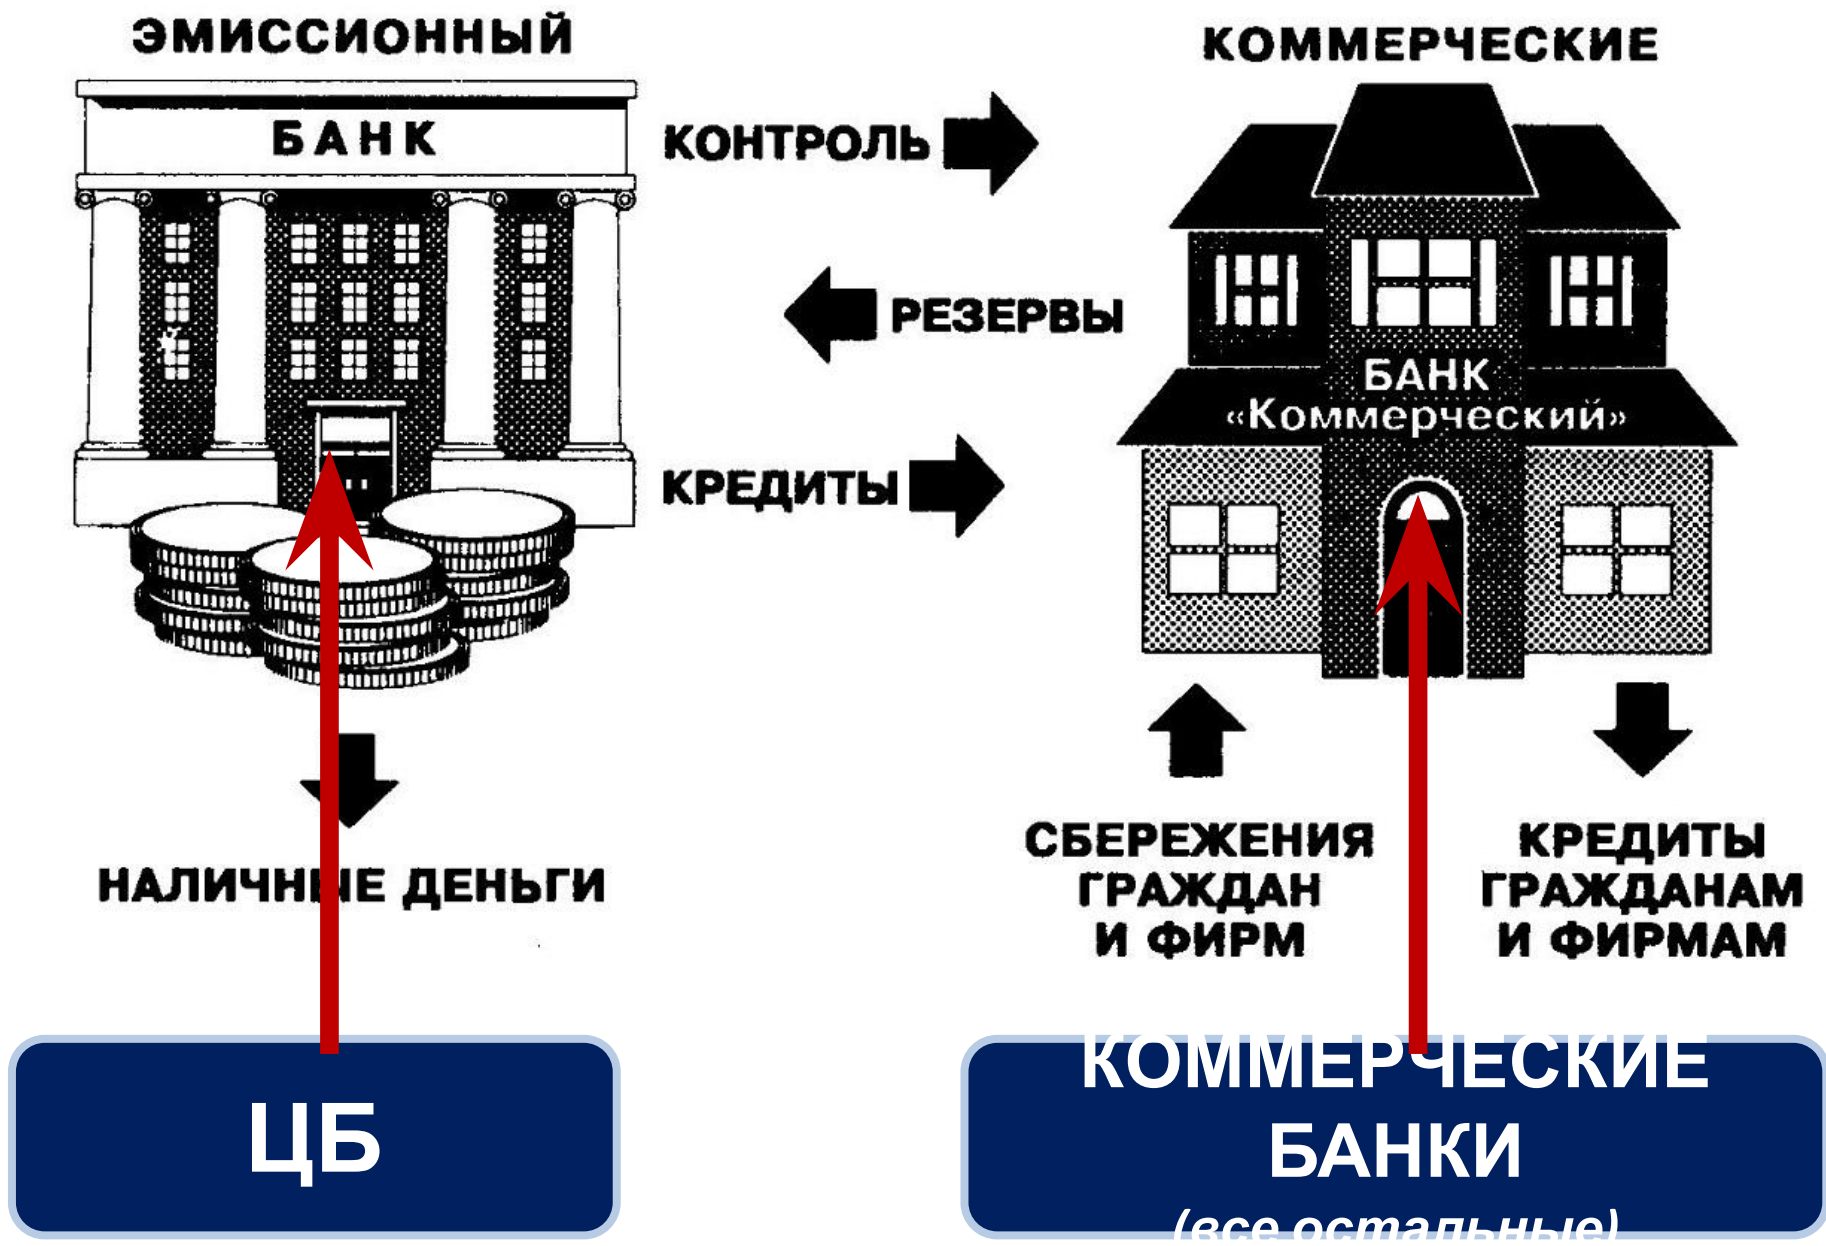 ЭМИССИОННЫЙ
БАНК
КОНТРОЛЬ
РЕЗЕРВЫ
КРЕДИТЫ
НАЛИЧНЫЕ ДЕНЬГИ
КОММЕРЧЕСКИЕ
БАНК
«Коммерческий»
СБЕРЕЖЕНИЯ
ГРАЖДАН
И ФИРМ
КРЕДИТЫ
ГРАЖДАНАМ
И ФИРМАМ
ЦБ
КОММЕРЧЕСКИЕ
БАНКИ
(все остальные)